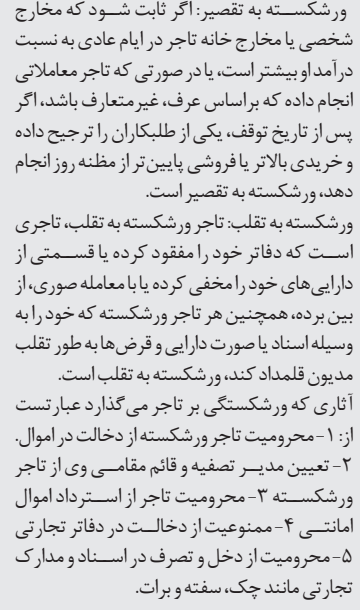 ورشکسته به تقصیر: اگر ثابت شود که مخارج
شخصی یا مخارج خانه تاجر در ایام عادی به نسبت
درآمد او بیشتر است، یا در صورتی که تاجر معاملاتی
انجام داده که براساس عرف، غیرمتعارف باشد، اگر
پس از تاریخ توقف، یکی از طلبکاران را ترجیح داده
و خریدی بالاتر یا فروشی پایین‌تر از مظنه روز انجام
دهد، ورشکسته به تقصیر است.
ورشکسته به تقلب: تاجر ورشکسته به تقلب، تاجری
است که دفاتر خود را مفقود کرده یا قسمتی از
دارایی‌های خود را مخفی کرده یا با معامله صوری، از
بین برده، همچنین هر تاجر ورشکسته که خود را به
وسیله اسناد یا صورت دارایی و قرض‌ها به طور تقلب
مدیون قلمداد کند، ورشکسته به تقلب است.
آثاری که ورشکستگی بر تاجر می‌گذارد عبارتست
از: ۱- محرومیت تاجر ورشکسته از دخالت در اموال.
۲- تعیین مدیر تصفیه و قائم مقامی وی از تاجر
ورشکسته ۳- محرومیت تاجر از استرداد اموال
امانتی ۴- ممنوعیت از دخالت در دفاتر تجارتی
۵- محرومیت از دخل و تصرف در اسناد و مدارک
تجارتی مانند چک، سفته و برات.